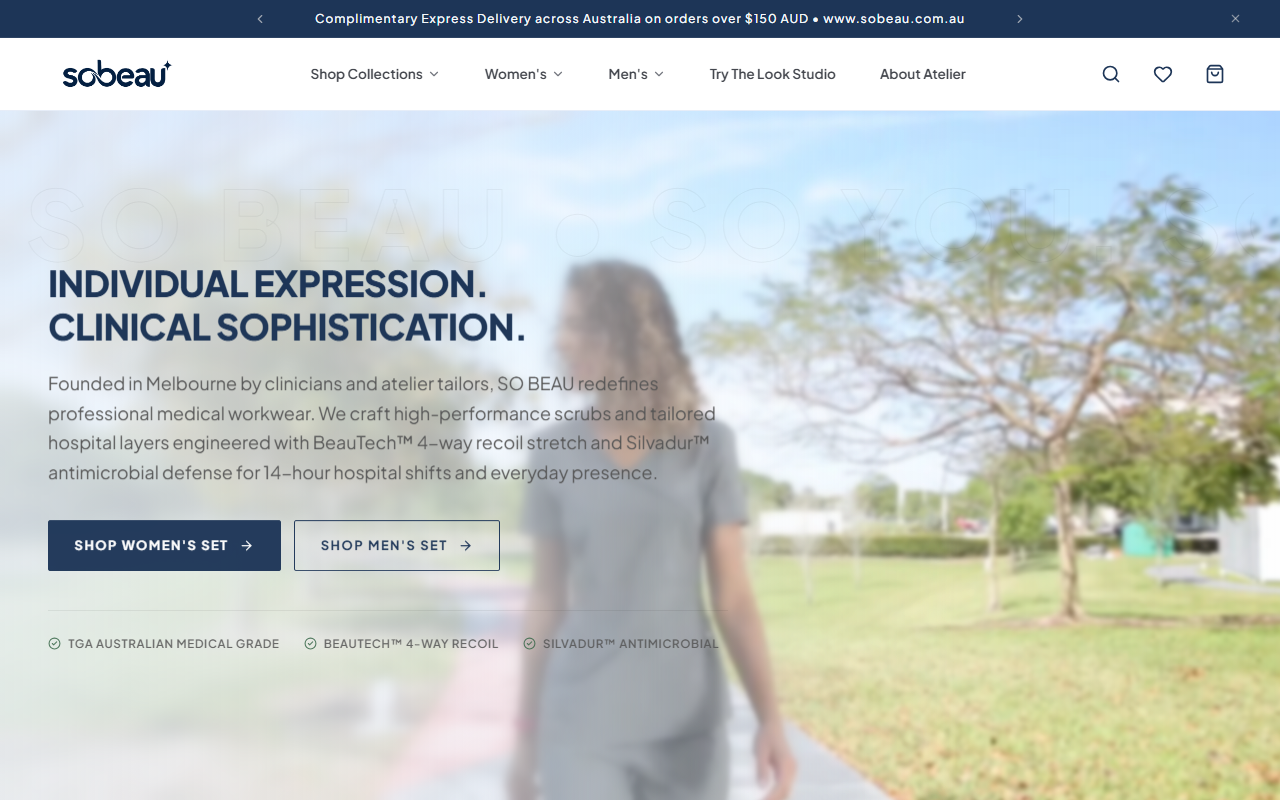 Complimentary Express Delivery across Australia on orders over $150 AUD • www.sobeau.com.au
sobeau
Shop Collections
Women's
Men's
Try The Look Studio
About Atelier
SO BEAU • SO YOU
INDIVIDUAL EXPRESSION.
CLINICAL SOPHISTICATION.
Founded in Melbourne by clinicians and atelier tailors, SO BEAU redefines
professional medical workwear. We craft high-performance scrubs and tailored
hospital layers engineered with BeauTech™ 4-way recoil stretch and Silvadur™
antimicrobial defense for 14-hour hospital shifts and everyday presence.
SHOP WOMEN'S SET →
SHOP MEN'S SET →
TGA AUSTRALIAN MEDICAL GRADE
BEAUTECH™ 4-WAY RECOIL
SILVADUR™ ANTIMICROBIAL